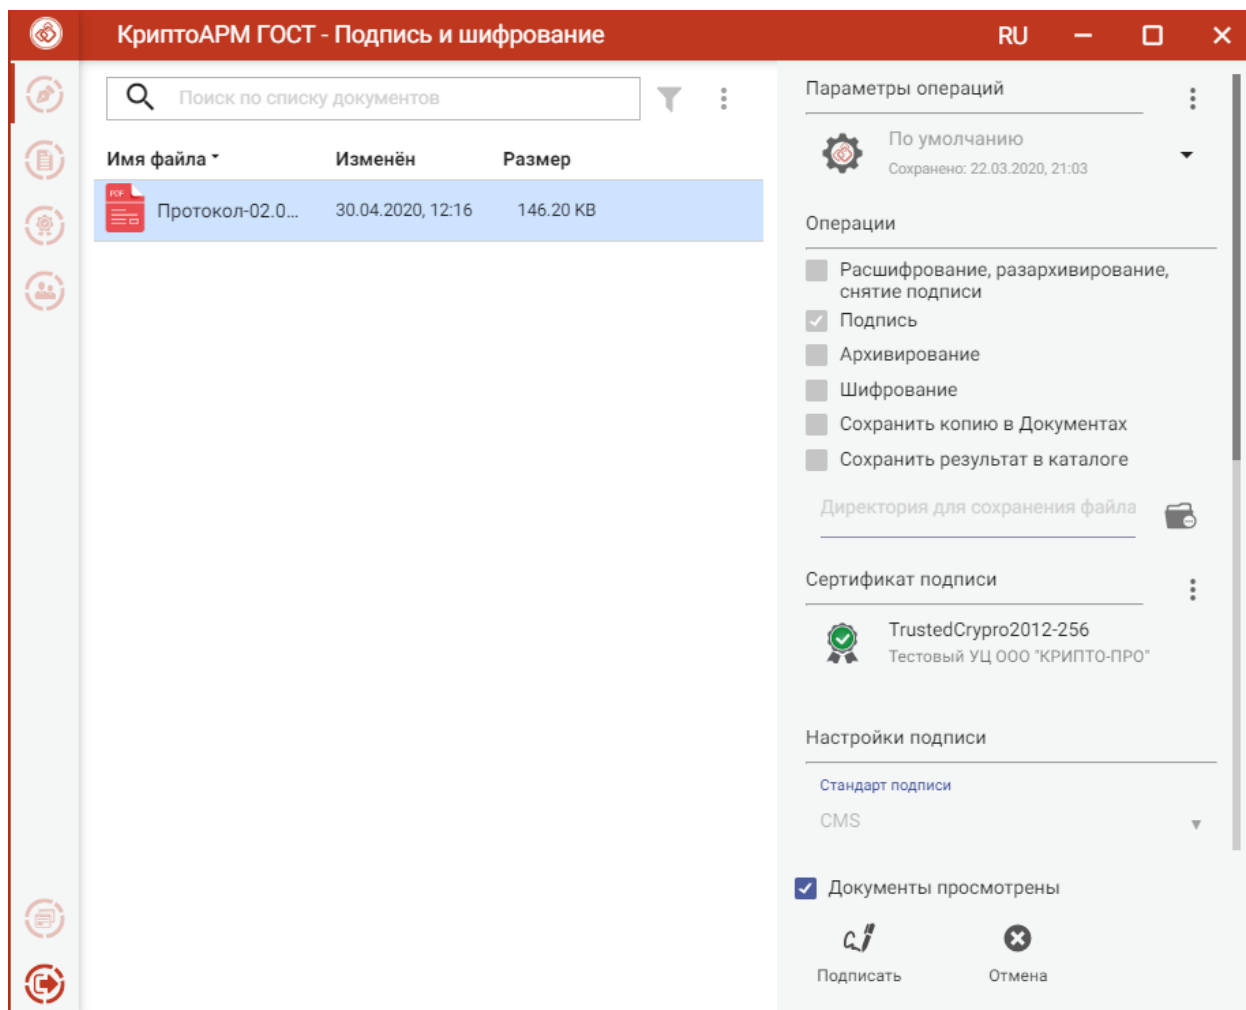 КриптоАРМ ГОСТ - Подпись и шифрование
RU
Поиск по списку документов
Имя файла
Изменён
Размер
PDF
Протокол-02.0...
30.04.2020, 12:16
146.20 KB
Параметры операций
По умолчанию
Сохранено: 22.03.2020, 21:03
Операции
Расшифрование, разархивирование,
снятие подписи
Подпись
Архивирование
Шифрование
Сохранить копию в Документах
Сохранить результат в каталоге
Директория для сохранения файла
Сертификат подписи
TrustedCrypro2012-256
Тестовый УЦ ООО "КРИПТО-ПРО"
Настройки подписи
Стандарт подписи
CMS
Документы просмотрены
Подписать
Отмена